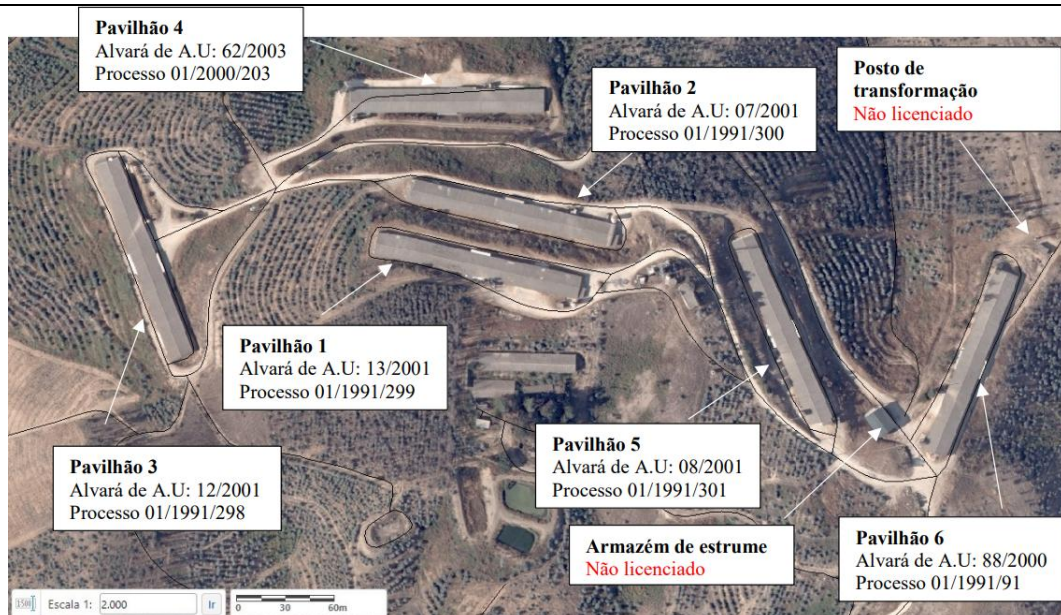 Pavilhão 4
Alvará de A.U: 62/2003
Processo 01/2000/203
Pavilhão 2
Alvará de A.U: 07/2001
Processo 01/1991/300
Posto de
transformação
Não licenciado
Pavilhão 1
Alvará de A.U: 13/2001
Processo 01/1991/299
Pavilhão 3
Alvará de A.U: 12/2001
Processo 01/1991/298
Pavilhão 5
Alvará de A.U: 08/2001
Processo 01/1991/301
Armazém de estrume
Não licenciado
Pavilhão 6
Alvará de A.U: 88/2000
Processo 01/1991/91
Escala 1: 2.000 Ir
0 30 60m